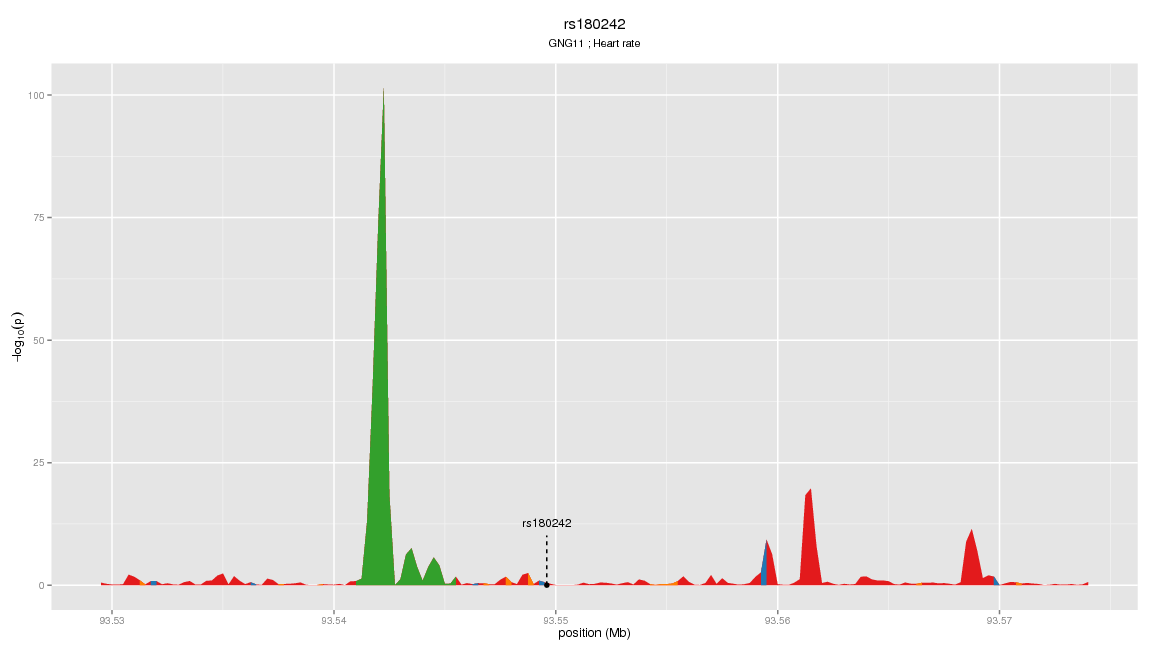 rs180242
GNG11 ; Heart rate
100
75
50
25
0
−log10(p)
rs180242
93.53 93.54 93.55 93.56 93.57
position (Mb)